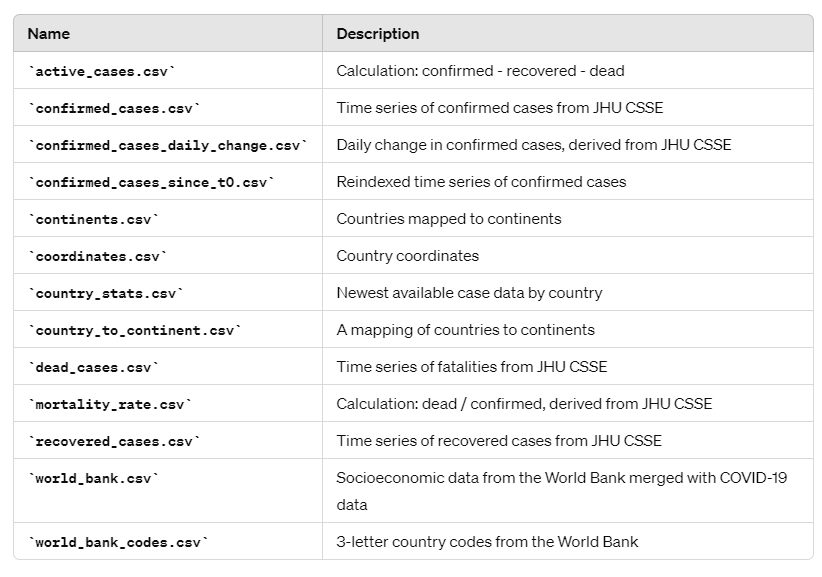 Name Description
`active_cases.csv` Calculation: confirmed - recovered - dead
`confirmed_cases.csv` Time series of confirmed cases from JHU CSSE
`confirmed_cases_daily_change.csv` Daily change in confirmed cases, derived from JHU CSSE
`confirmed_cases_since_t0.csv` Reindexed time series of confirmed cases
`continents.csv` Countries mapped to continents
`coordinates.csv` Country coordinates
`country_stats.csv` Newest available case data by country
`country_to_continent.csv` A mapping of countries to continents
`dead_cases.csv` Time series of fatalities from JHU CSSE
`mortality_rate.csv` Calculation: dead / confirmed, derived from JHU CSSE
`recovered_cases.csv` Time series of recovered cases from JHU CSSE
`world_bank.csv` Socioeconomic data from the World Bank merged with COVID-19
data
`world_bank_codes.csv` 3-letter country codes from the World Bank